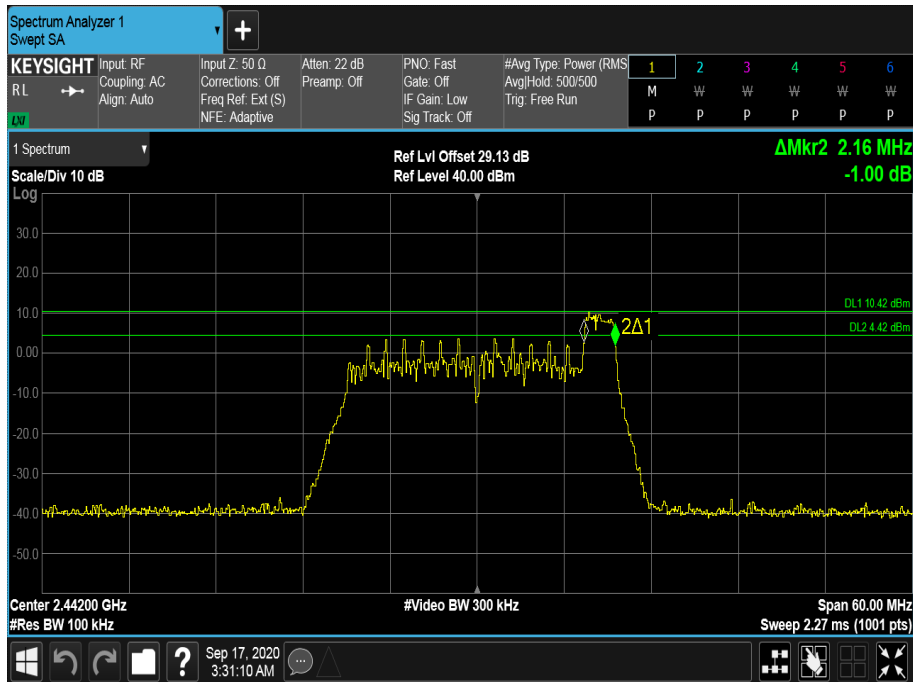 Spectrum Analyzer 1
Swept SA
+
KEYSIGHT
RL
LXI
Input: RF
Coupling: AC
Align: Auto
Input Z: 50 Ω
Corrections: Off
Freq Ref: Ext (S)
NFE: Adaptive
Atten: 22 dB
Preamp: Off
PNO: Fast
Gate: Off
IF Gain: Low
Sig Track: Off
#Avg Type: Power (RMS
Avg|Hold: 500/500
Trig: Free Run
1 2 3 4 5 6
M W W W W W
P P P P P P
1 Spectrum
Scale/Div 10 dB
Log
Ref Lvl Offset 29.13 dB
Ref Level 40.00 dBm
ΔMkr2 2.16 MHz
-1.00 dB
30.0
20.0
10.0
0.00
-10.0
-20.0
-30.0
-40.0
-50.0
DL1 10.42 dBm
DL2 4.42 dBm
2Δ1
Center 2.44200 GHz
#Video BW 300 kHz
Span 60.00 MHz
#Res BW 100 kHz
Sweep 2.27 ms (1001 pts)
?
Sep 17, 2020
3:31:10 AM